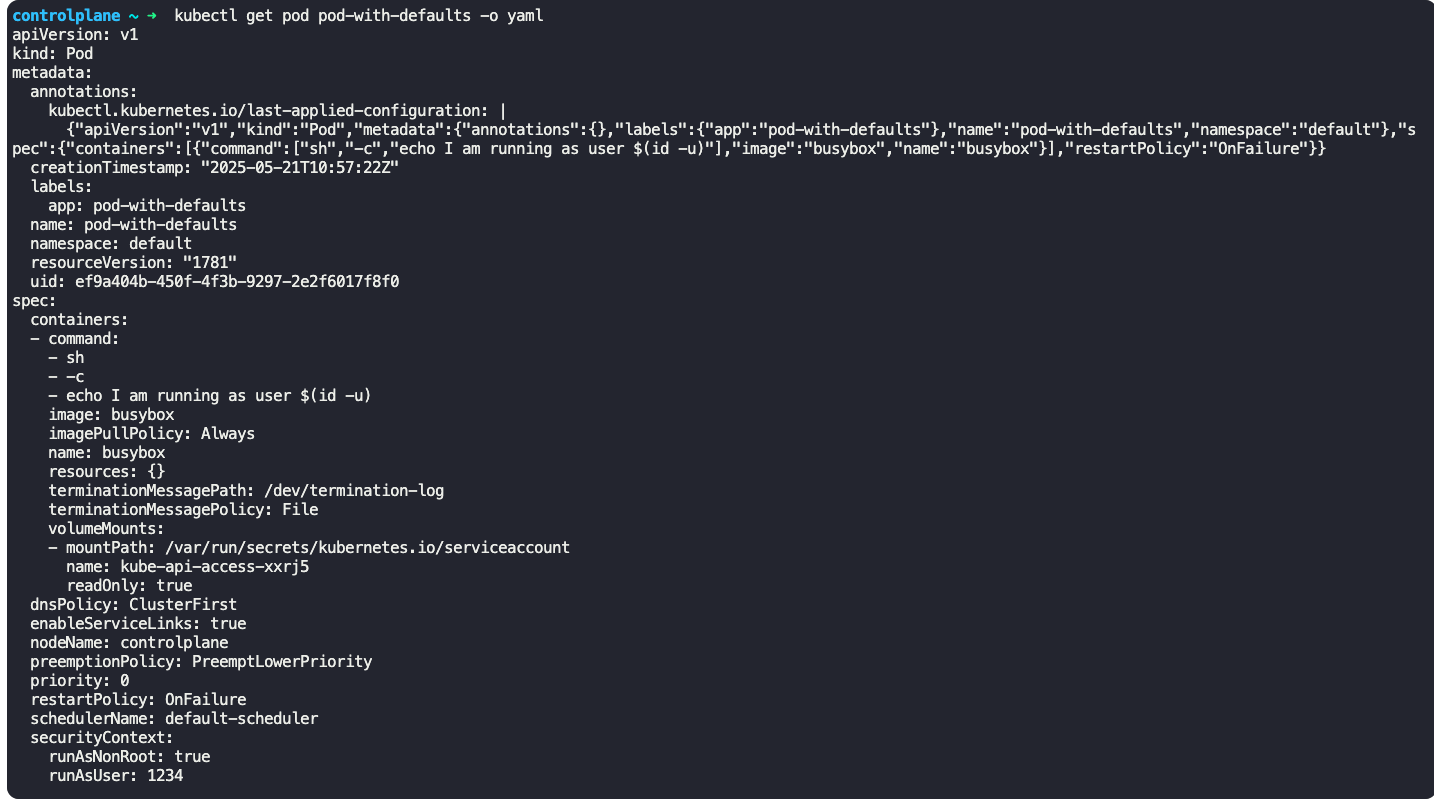 controlplane ~ ➜  kubectl get pod pod-with-defaults -o yaml
apiVersion: v1
kind: Pod
metadata:
  annotations:
    kubectl.kubernetes.io/last-applied-configuration: |
      {"apiVersion":"v1","kind":"Pod","metadata":{"annotations":{},"labels":{"app":"pod-with-defaults"},"name":"pod-with-defaults","namespace":"default"},"s
pec":{"containers":[{"command":["sh","-c","echo I am running as user $(id -u)"],"image":"busybox","name":"busybox"}],"restartPolicy":"OnFailure"}}
  creationTimestamp: "2025-05-21T10:57:22Z"
  labels:
    app: pod-with-defaults
  name: pod-with-defaults
  namespace: default
  resourceVersion: "1781"
  uid: ef9a404b-450f-4f3b-9297-2e2f6017f8f0
spec:
  containers:
  - command:
    - sh
    - -c
    - echo I am running as user $(id -u)
    image: busybox
    imagePullPolicy: Always
    name: busybox
    resources: {}
    terminationMessagePath: /dev/termination-log
    terminationMessagePolicy: File
    volumeMounts:
    - mountPath: /var/run/secrets/kubernetes.io/serviceaccount
      name: kube-api-access-xxrj5
      readOnly: true
  dnsPolicy: ClusterFirst
  enableServiceLinks: true
  nodeName: controlplane
  preemptionPolicy: PreemptLowerPriority
  priority: 0
  restartPolicy: OnFailure
  schedulerName: default-scheduler
  securityContext:
    runAsNonRoot: true
    runAsUser: 1234